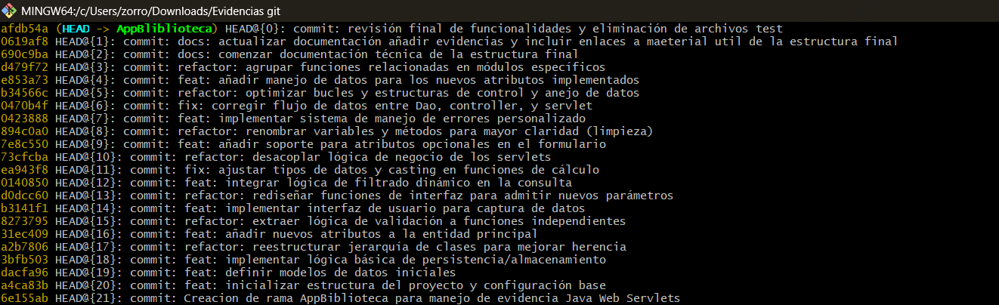 MINGW64:/c/Users/zorro/Downloads/Evidencias git
afdb54a (HEAD -> AppBliblioteca) HEAD@{0}: commit: revisión final de funcionalidades y eliminación de archivos test
0619af8 HEAD@{1}: commit: docs: actualizar documentación añadir evidencias y incluir enlaces a maeterial util de la estructura final
690c9ba HEAD@{2}: commit: docs: comenzar documentación técnica de la estructura final
d479f72 HEAD@{3}: commit: refactor: agrupar funciones relacionadas en módulos específicos
e853a73 HEAD@{4}: commit: feat: añadir manejo de datos para los nuevos atributos implementados
b34566c HEAD@{5}: commit: refactor: optimizar bucles y estructuras de control y anejo de datos
0470b4f HEAD@{6}: commit: fix: corregir flujo de datos entre Dao, controller, y servlet
0423888 HEAD@{7}: commit: feat: implementar sistema de manejo de errores personalizado
894c0a0 HEAD@{8}: commit: refactor: renombrar variables y métodos para mayor claridad (limpieza)
7e8c550 HEAD@{9}: commit: feat: añadir soporte para atributos opcionales en el formulario
73cfcba HEAD@{10}: commit: refactor: desacoplar lógica de negocio de los servlets
ea943f8 HEAD@{11}: commit: fix: ajustar tipos de datos y casting en funciones de cálculo
0140850 HEAD@{12}: commit: feat: integrar lógica de filtrado dinámico en la consulta
d0dcc60 HEAD@{13}: commit: refactor: rediseñar funciones de interfaz para admitir nuevos parámetros
b3141f1 HEAD@{14}: commit: feat: implementar interfaz de usuario para captura de datos
8273795 HEAD@{15}: commit: refactor: extraer lógica de validación a funciones independientes
31ec409 HEAD@{16}: commit: feat: añadir nuevos atributos a la entidad principal
a2b7806 HEAD@{17}: commit: refactor: reestructurar jerarquía de clases para mejorar herencia
3bfb503 HEAD@{18}: commit: feat: implementar lógica básica de persistencia/almacenamiento
dacfa96 HEAD@{19}: commit: feat: definir modelos de datos iniciales
a4ca83b HEAD@{20}: commit: feat: inicializar estructura del proyecto y configuración base
6e155ab HEAD@{21}: commit: Creacion de rama AppBiblioteca para manejo de evidencia Java Web Servlets